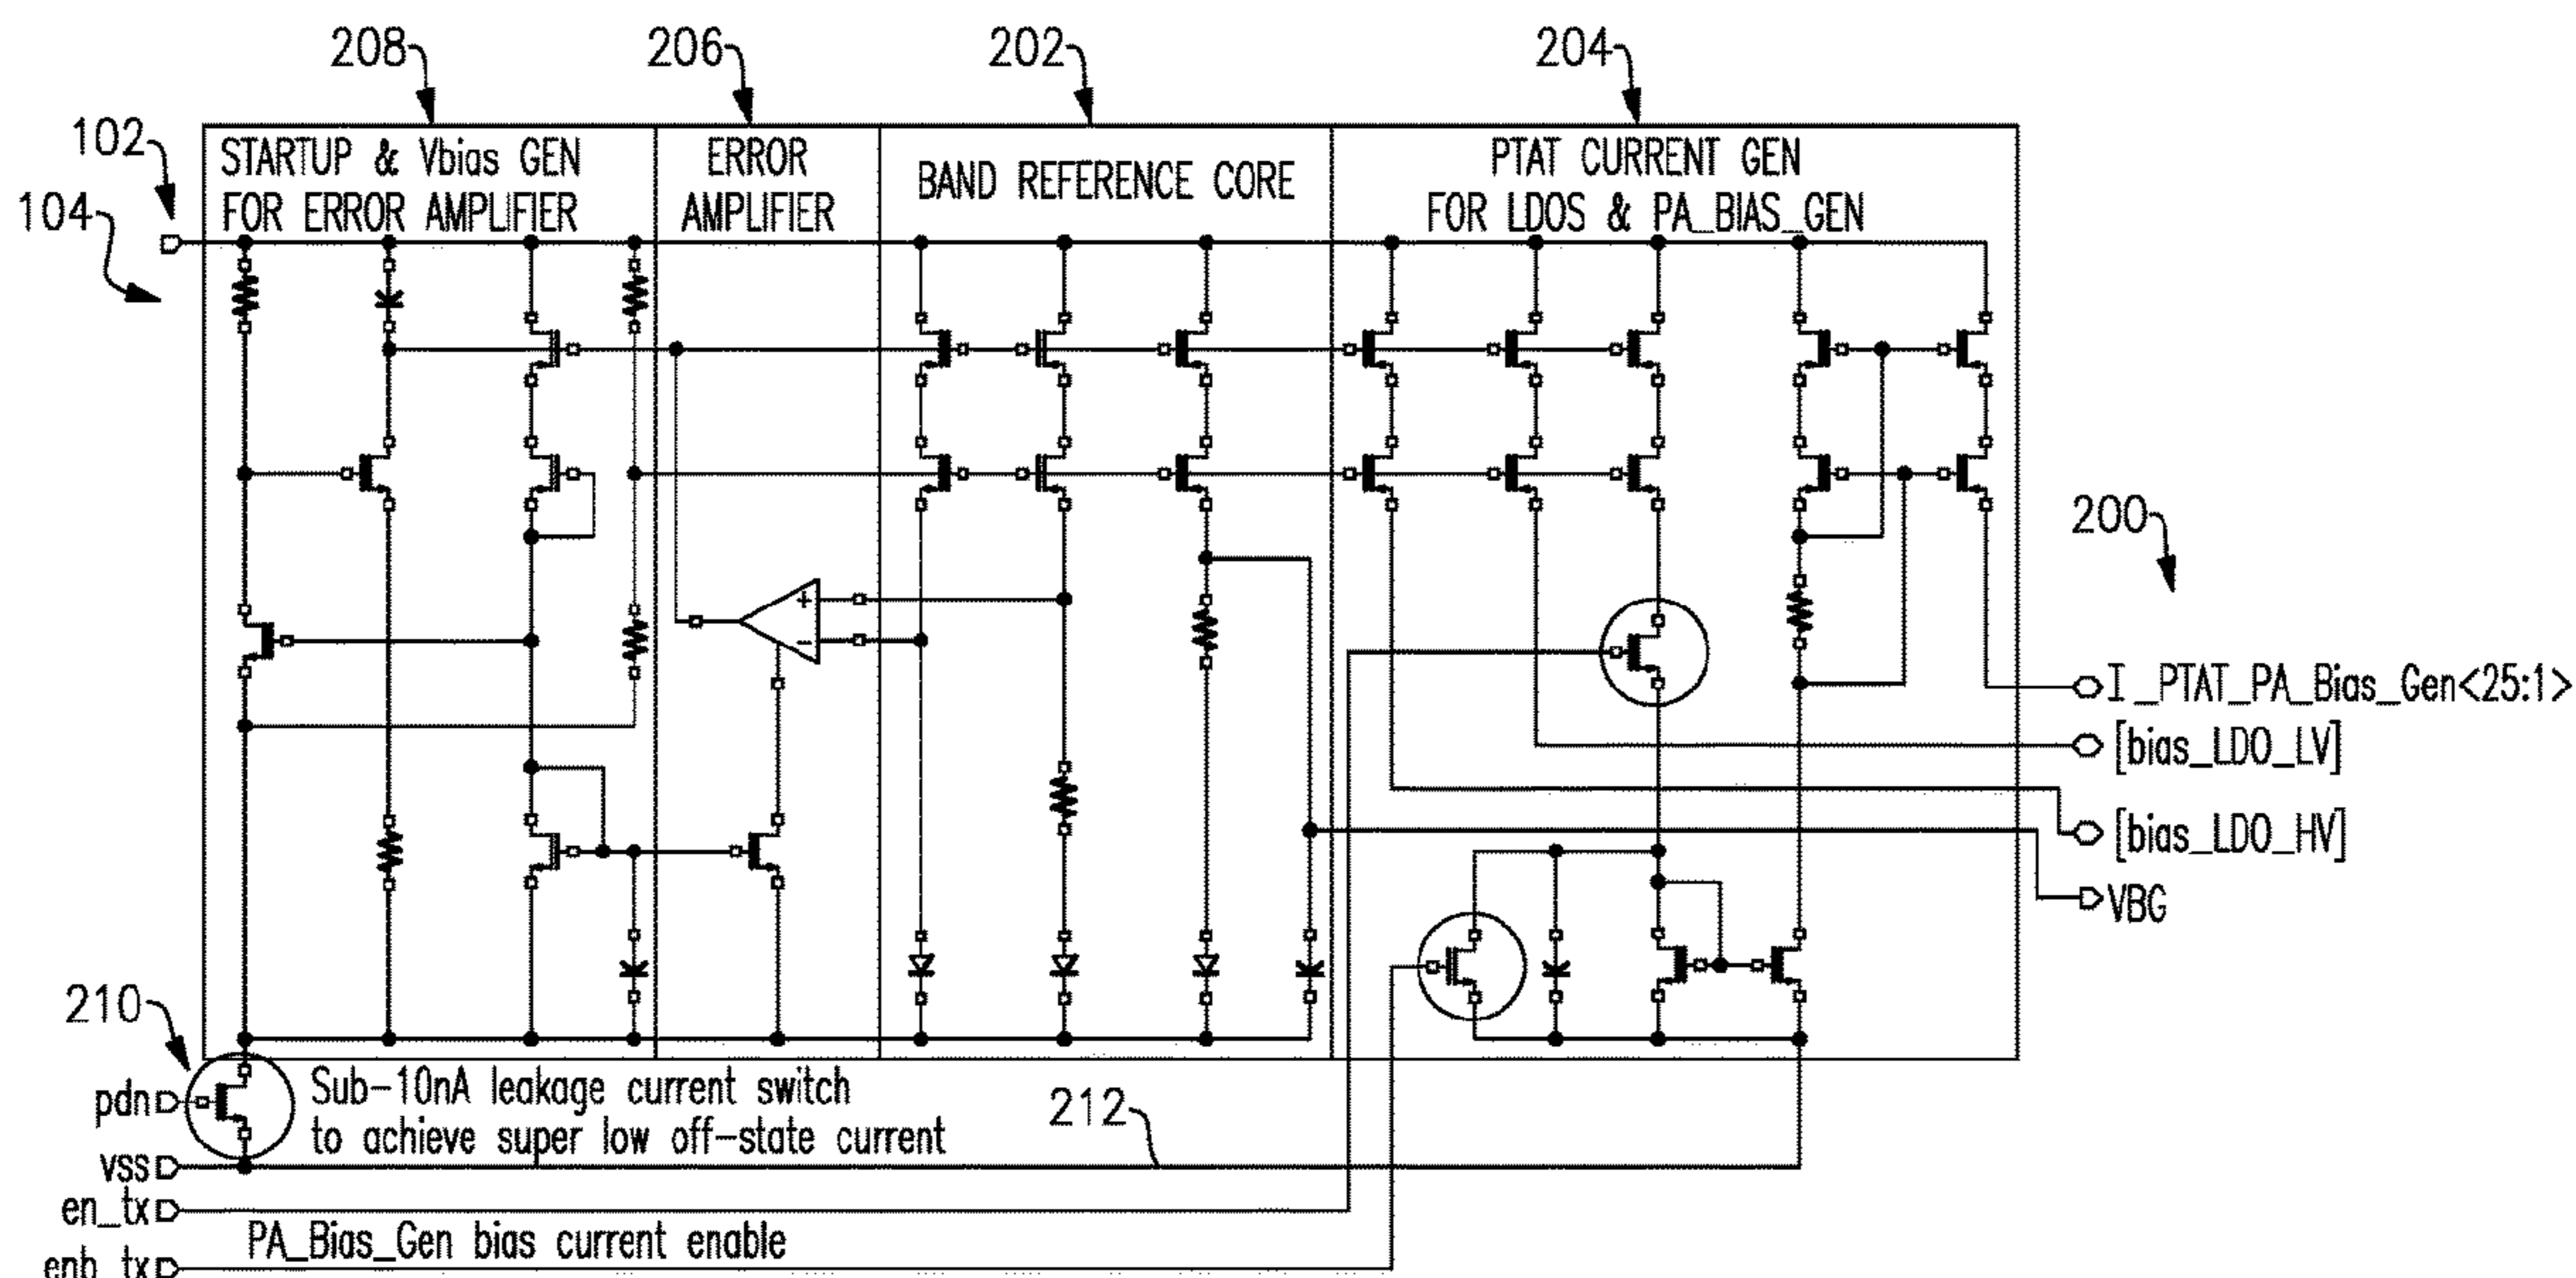 208
206
202
204
102
104
STARTUP & Vbias GEN
FOR ERROR AMPLIFIER
ERROR
AMPLIFIER
BAND REFERENCE CORE
PTAT CURRENT GEN
FOR LDOS & PA_BIAS_GEN
200
+
-
I_PTAT_PA_Bias_Gen<25:1>
[bias_LDO_LV]
[bias_LDO_HV]
VBG
210
pdn
Sub-10nA leakage current switch
to achieve super low off-state current
212
vss
en_tx
PA_Bias_Gen bias current enable
enb_tx